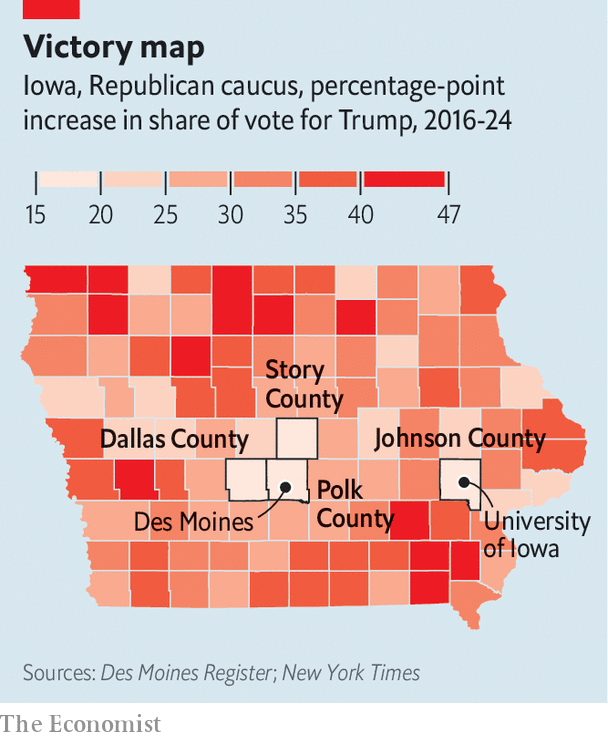 Victory map
Iowa, Republican caucus, percentage-point
increase in share of vote for Trump, 2016-24
15 20 25 30 35 40 47
Story
County
Dallas County
Johnson County
Polk
County
Des Moines
University
of Iowa
Sources: Des Moines Register; New York Times
The Economist